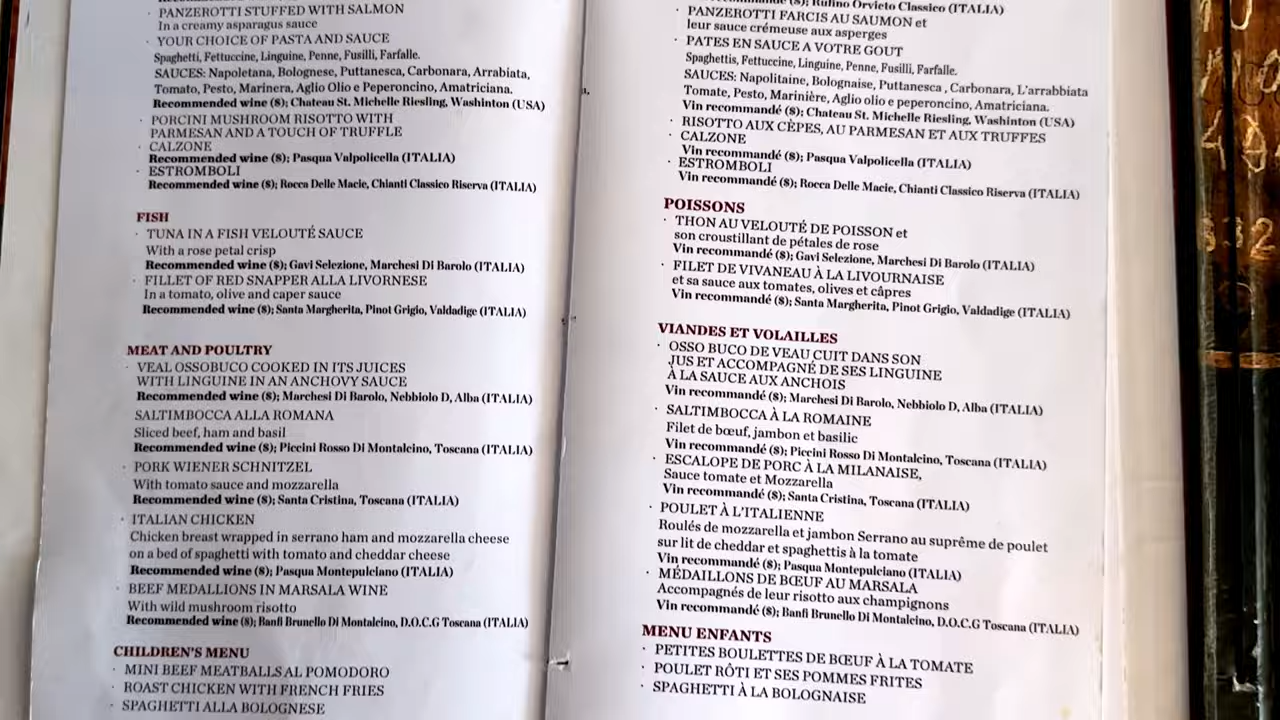 PANZEROTTI STUFFED WITH SALMON
In a creamy asparagus sauce
· YOUR CHOICE OF PASTA AND SAUCE
Spaghetti, Fettuccine, Linguine, Penne, Fusilli, Farfalle.
SAUCES: Napoletana, Bolognese, Puttanesca, Carbonara, Arrabiata,
Tomato, Pesto, Marinera, Aglio Olio e Peperoncino, Amatriciana.
Recommended wine ($); Chateau St. Michelle Riesling, Washinton (USA)
· PORCINI MUSHROOM RISOTTO WITH
PARMESAN AND A TOUCH OF TRUFFLE
· CALZONE
Recommended wine ($); Pasqua Valpolicella (ITALIA)
· ESTROMBOLI
Recommended wine ($); Rocca Delle Macie, Chianti Classico Riserva (ITALIA)
FISH
· TUNA IN A FISH VELOUTÉ SAUCE
With a rose petal crisp
Recommended wine ($); Gavi Selezione, Marchesi Di Barolo (ITALIA)
· FILLET OF RED SNAPPER ALLA LIVORNESE
In a tomato, olive and caper sauce
Recommended wine ($); Santa Margherita, Pinot Grigio, Valdadige (ITALIA)
MEAT AND POULTRY
· VEAL OSSOBUCO COOKED IN ITS JUICES
WITH LINGUINE IN AN ANCHOVY SAUCE
Recommended wine ($); Marchesi Di Barolo, Nebbiolo D, Alba (ITALIA)
SALTIMBOCCA ALLA ROMANA
Sliced beef, ham and basil
Recommended wine ($); Piccini Rosso Di Montalcino, Toscana (ITALIA)
· PORK WIENER SCHNITZEL
With tomato sauce and mozzarella
Recommended wine ($); Santa Cristina, Toscana (ITALIA)
· ITALIAN CHICKEN
Chicken breast wrapped in serrano ham and mozzarella cheese
on a bed of spaghetti with tomato and cheddar cheese
Recommended wine ($); Pasqua Montepulciano (ITALIA)
· BEEF MEDALLIONS IN MARSALA WINE
With wild mushroom risotto
Recommended wine ($); Banfi Brunello Di Montalcino, D.O.C.G Toscana (ITALIA)
CHILDREN'S MENU
· MINI BEEF MEATBALLS AL POMODORO
· ROAST CHICKEN WITH FRENCH FRIES
· SPAGHETTI ALLA BOLOGNESE
($); Rufino Orvieto Classico (ITALIA)
· PANZEROTTI FARCIS AU SAUMON et
leur sauce crémeuse aux asperges
· PATES EN SAUCE A VOTRE GOUT
Spaghettis, Fettuccine, Linguine, Penne, Fusilli, Farfalle.
SAUCES: Napolitaine, Bolognaise, Puttanesca , Carbonara, L'arrabbiata
Tomate, Pesto, Marinière, Aglio olio e peperoncino, Amatriciana.
Vin recommandé ($); Chateau St. Michelle Riesling, Washinton (USA)
· RISOTTO AUX CÈPES, AU PARMESAN ET AUX TRUFFES
· CALZONE
Vin recommandé ($); Pasqua Valpolicella (ITALIA)
· ESTROMBOLI
Vin recommandé ($); Rocca Delle Macie, Chianti Classico Riserva (ITALIA)
POISSONS
· THON AU VELOUTÉ DE POISSON et
son croustillant de pétales de rose
Vin recommandé ($); Gavi Selezione, Marchesi Di Barolo (ITALIA)
· FILET DE VIVANEAU À LA LIVOURNAISE
et sa sauce aux tomates, olives et câpres
Vin recommandé ($); Santa Margherita, Pinot Grigio, Valdadige (ITALIA)
VIANDES ET VOLAILLES
· OSSO BUCO DE VEAU CUIT DANS SON
JUS ET ACCOMPAGNÉ DE SES LINGUINE
À LA SAUCE AUX ANCHOIS
Vin recommandé ($); Marchesi Di Barolo, Nebbiolo D, Alba (ITALIA)
· SALTIMBOCCA À LA ROMAINE
Filet de bœuf, jambon et basilic
Vin recommandé ($); Piccini Rosso Di Montalcino, Toscana (ITALIA)
· ESCALOPE DE PORC À LA MILANAISE,
Sauce tomate et Mozzarella
Vin recommandé ($); Santa Cristina, Toscana (ITALIA)
· POULET À L'ITALIENNE
Roulés de mozzarella et jambon Serrano au suprême de poulet
sur lit de cheddar et spaghettis à la tomate
Vin recommandé ($); Pasqua Montepulciano (ITALIA)
· MÉDAILLONS DE BŒUF AU MARSALA
Accompagnés de leur risotto aux champignons
Vin recommandé ($); Banfi Brunello Di Montalcino, D.O.C.G Toscana (ITALIA)
MENU ENFANTS
· PETITES BOULETTES DE BŒUF À LA TOMATE
· POULET RÔTI ET SES POMMES FRITES
· SPAGHETTI À LA BOLOGNAISE